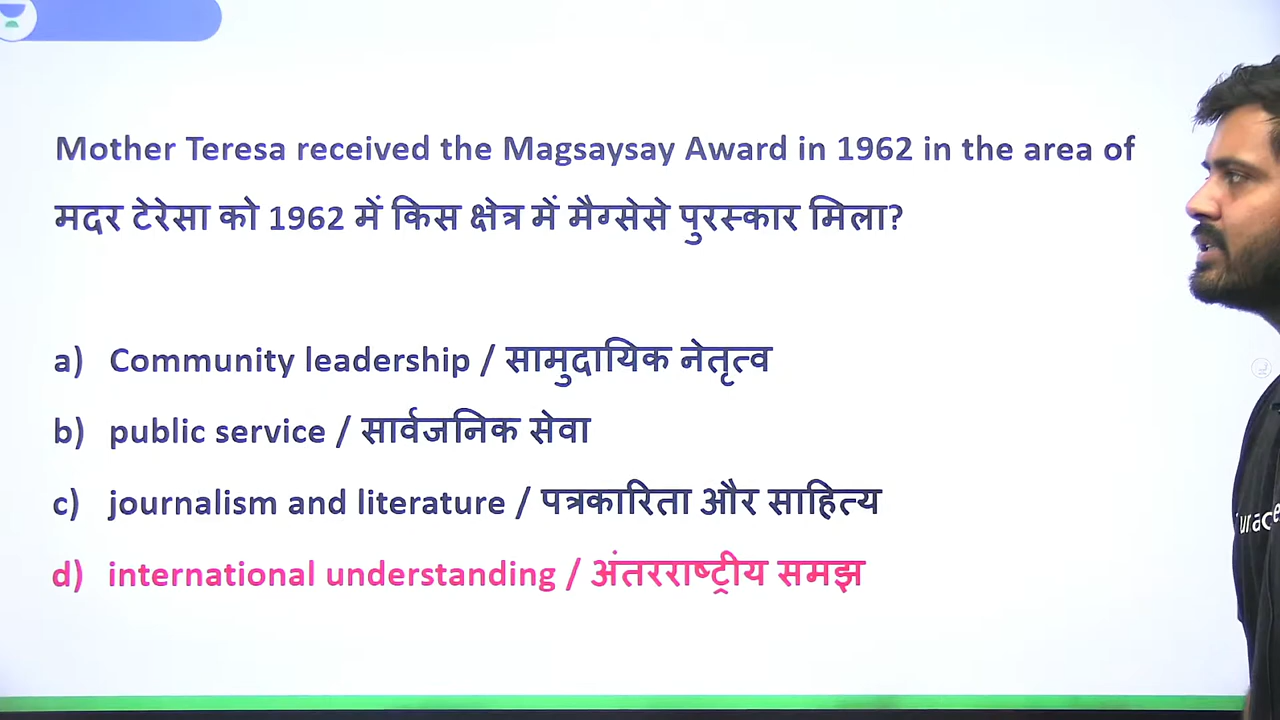 Mother Teresa received the Magsaysay Award in 1962 in the area of
मदर टेरेसा को 1962 में किस क्षेत्र में मैग्सेसे पुरस्कार मिला?
a) Community leadership / सामुदायिक नेतृत्व
b) public service / सार्वजनिक सेवा
c) journalism and literature / पत्रकारिता और साहित्य
d) international understanding / अंतरराष्ट्रीय समझ